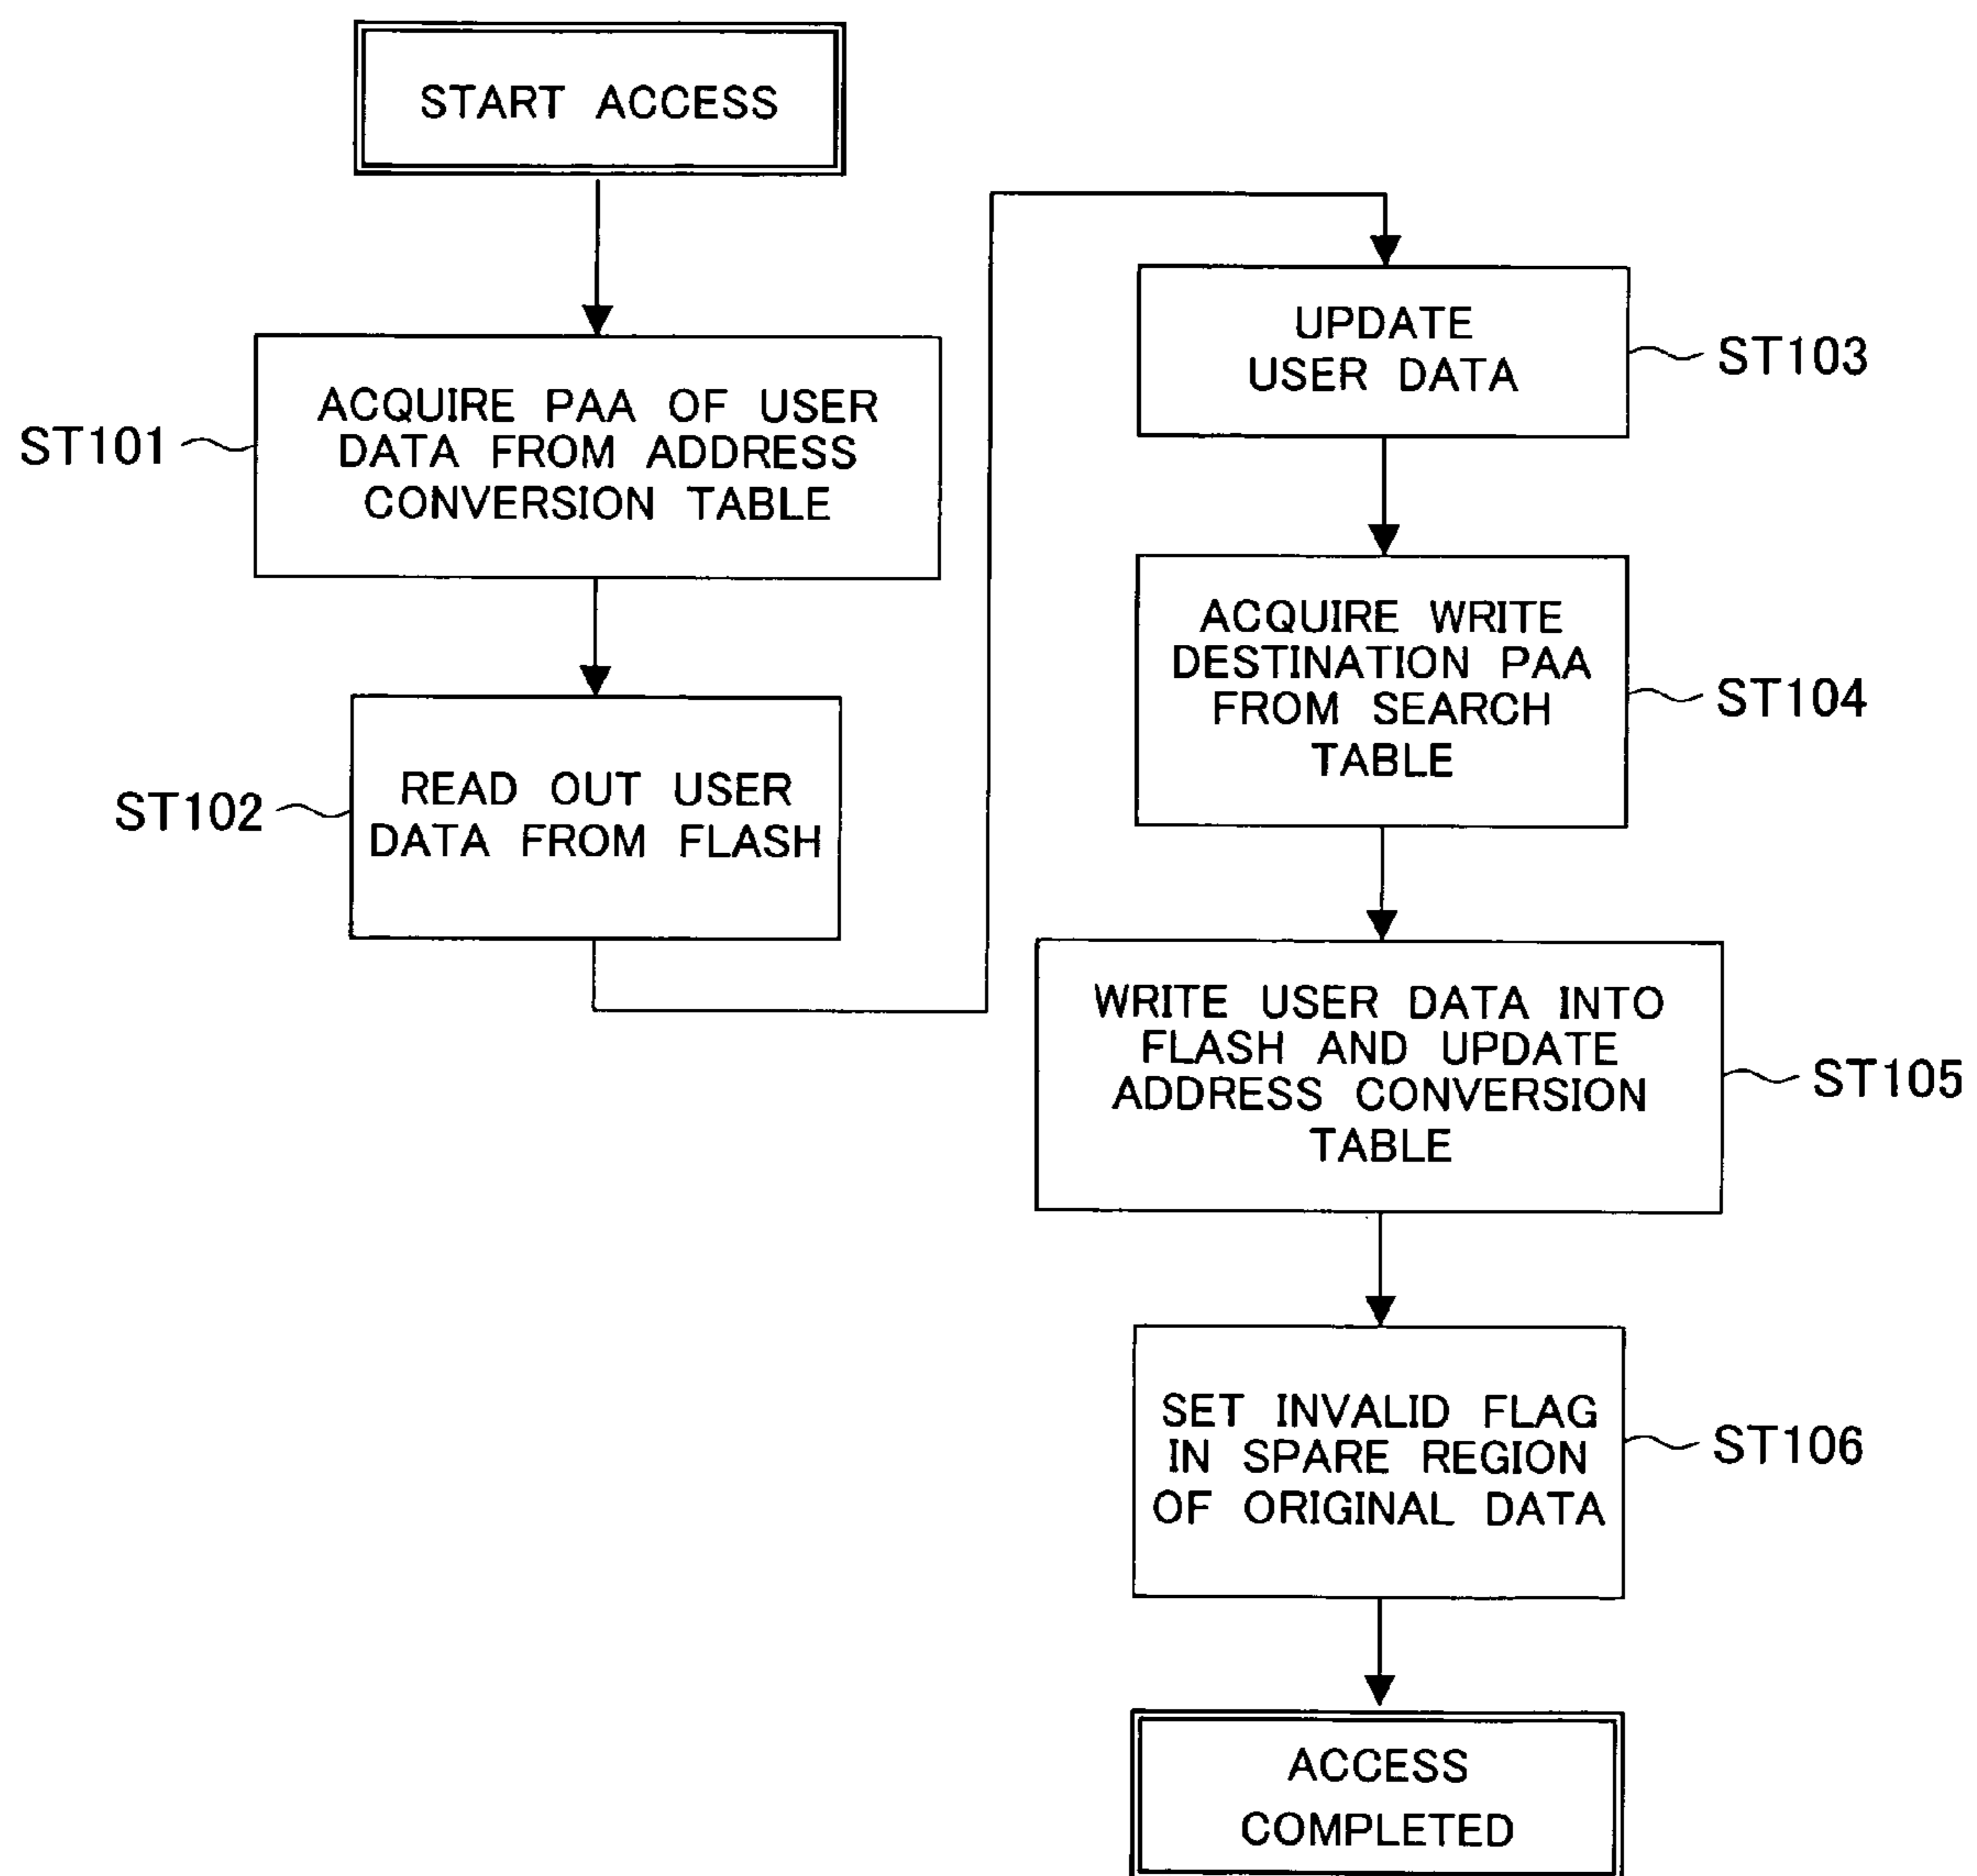 START ACCESS
ST101
ACQUIRE PAA OF USER
DATA FROM ADDRESS
CONVERSION TABLE
ST102
READ OUT USER
DATA FROM FLASH
UPDATE
USER DATA
ST103
ACQUIRE WRITE
DESTINATION PAA
FROM SEARCH
TABLE
ST104
WRITE USER DATA INTO
FLASH AND UPDATE
ADDRESS CONVERSION
TABLE
ST105
SET INVALID FLAG
IN SPARE REGION
OF ORIGINAL DATA
ST106
ACCESS
COMPLETED